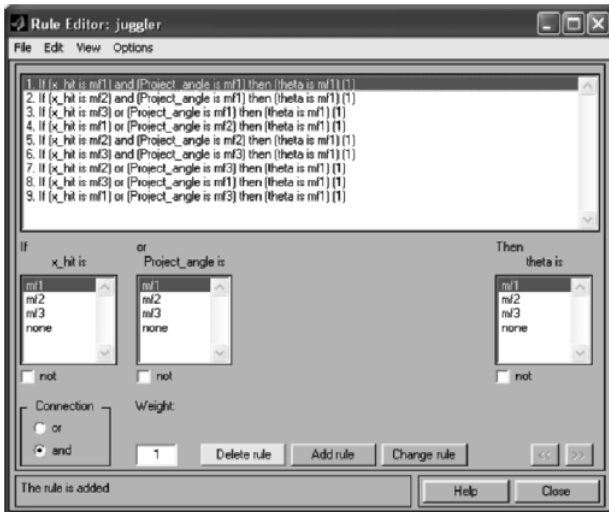 Rule Editor: juggler
File Edit View Options
1. If (x_hit is mf1) and (Project_angle is mf1) then (theta is mf1) (1)
2. If (x_hit is mf2) and (Project_angle is mf1) then (theta is mf1) (1)
3. If (x_hit is mf3) or (Project_angle is mf1) then (theta is mf1) (1)
4. If (x_hit is mf1) or (Project_angle is mf2) then (theta is mf1) (1)
5. If (x_hit is mf2) and (Project_angle is mf2) then (theta is mf1) (1)
6. If (x_hit is mf3) and (Project_angle is mf3) then (theta is mf1) (1)
7. If (x_hit is mf2) or (Project_angle is mf3) then (theta is mf1) (1)
8. If (x_hit is mf3) or (Project_angle is mf1) then (theta is mf1) (1)
9. If (x_hit is mf1) or (Project_angle is mf3) then (theta is mf1) (1)
If or Then
x_hit is Project_angle is theta is
mf1 mf1 mf1
mf2 mf2 mf2
mf3 mf3 mf3
none none none
not not not
Connection Weight:
or
and 1 Delete rule Add rule Change rule << >>
The rule is added Help Close